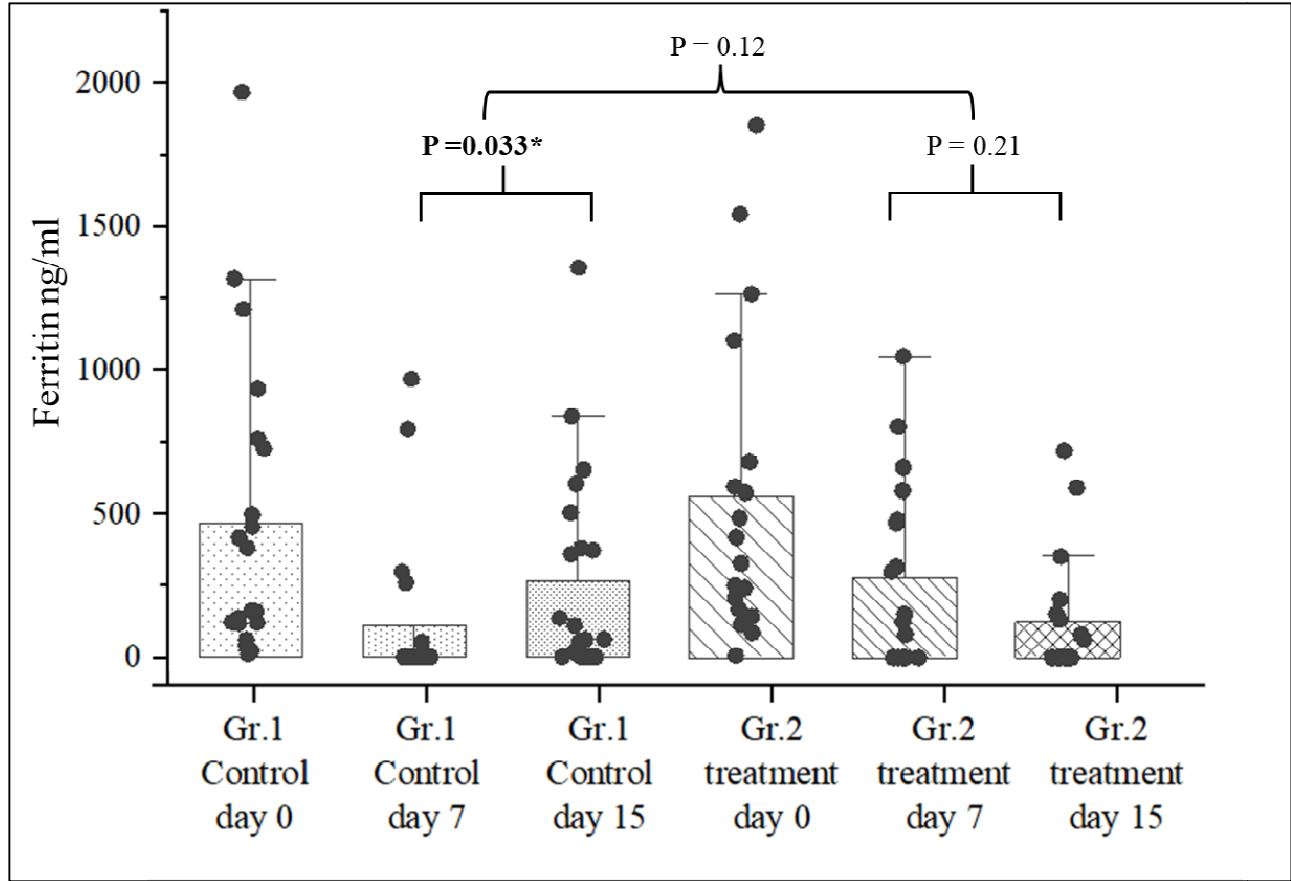 P = 0.12
P =0.033*
P = 0.21
Ferritin ng/ml
2000
1500
1000
500
0
Gr.1
Control
day 0
Gr.1
Control
day 7
Gr.1
Control
day 15
Gr.2
treatment
day 0
Gr.2
treatment
day 7
Gr.2
treatment
day 15